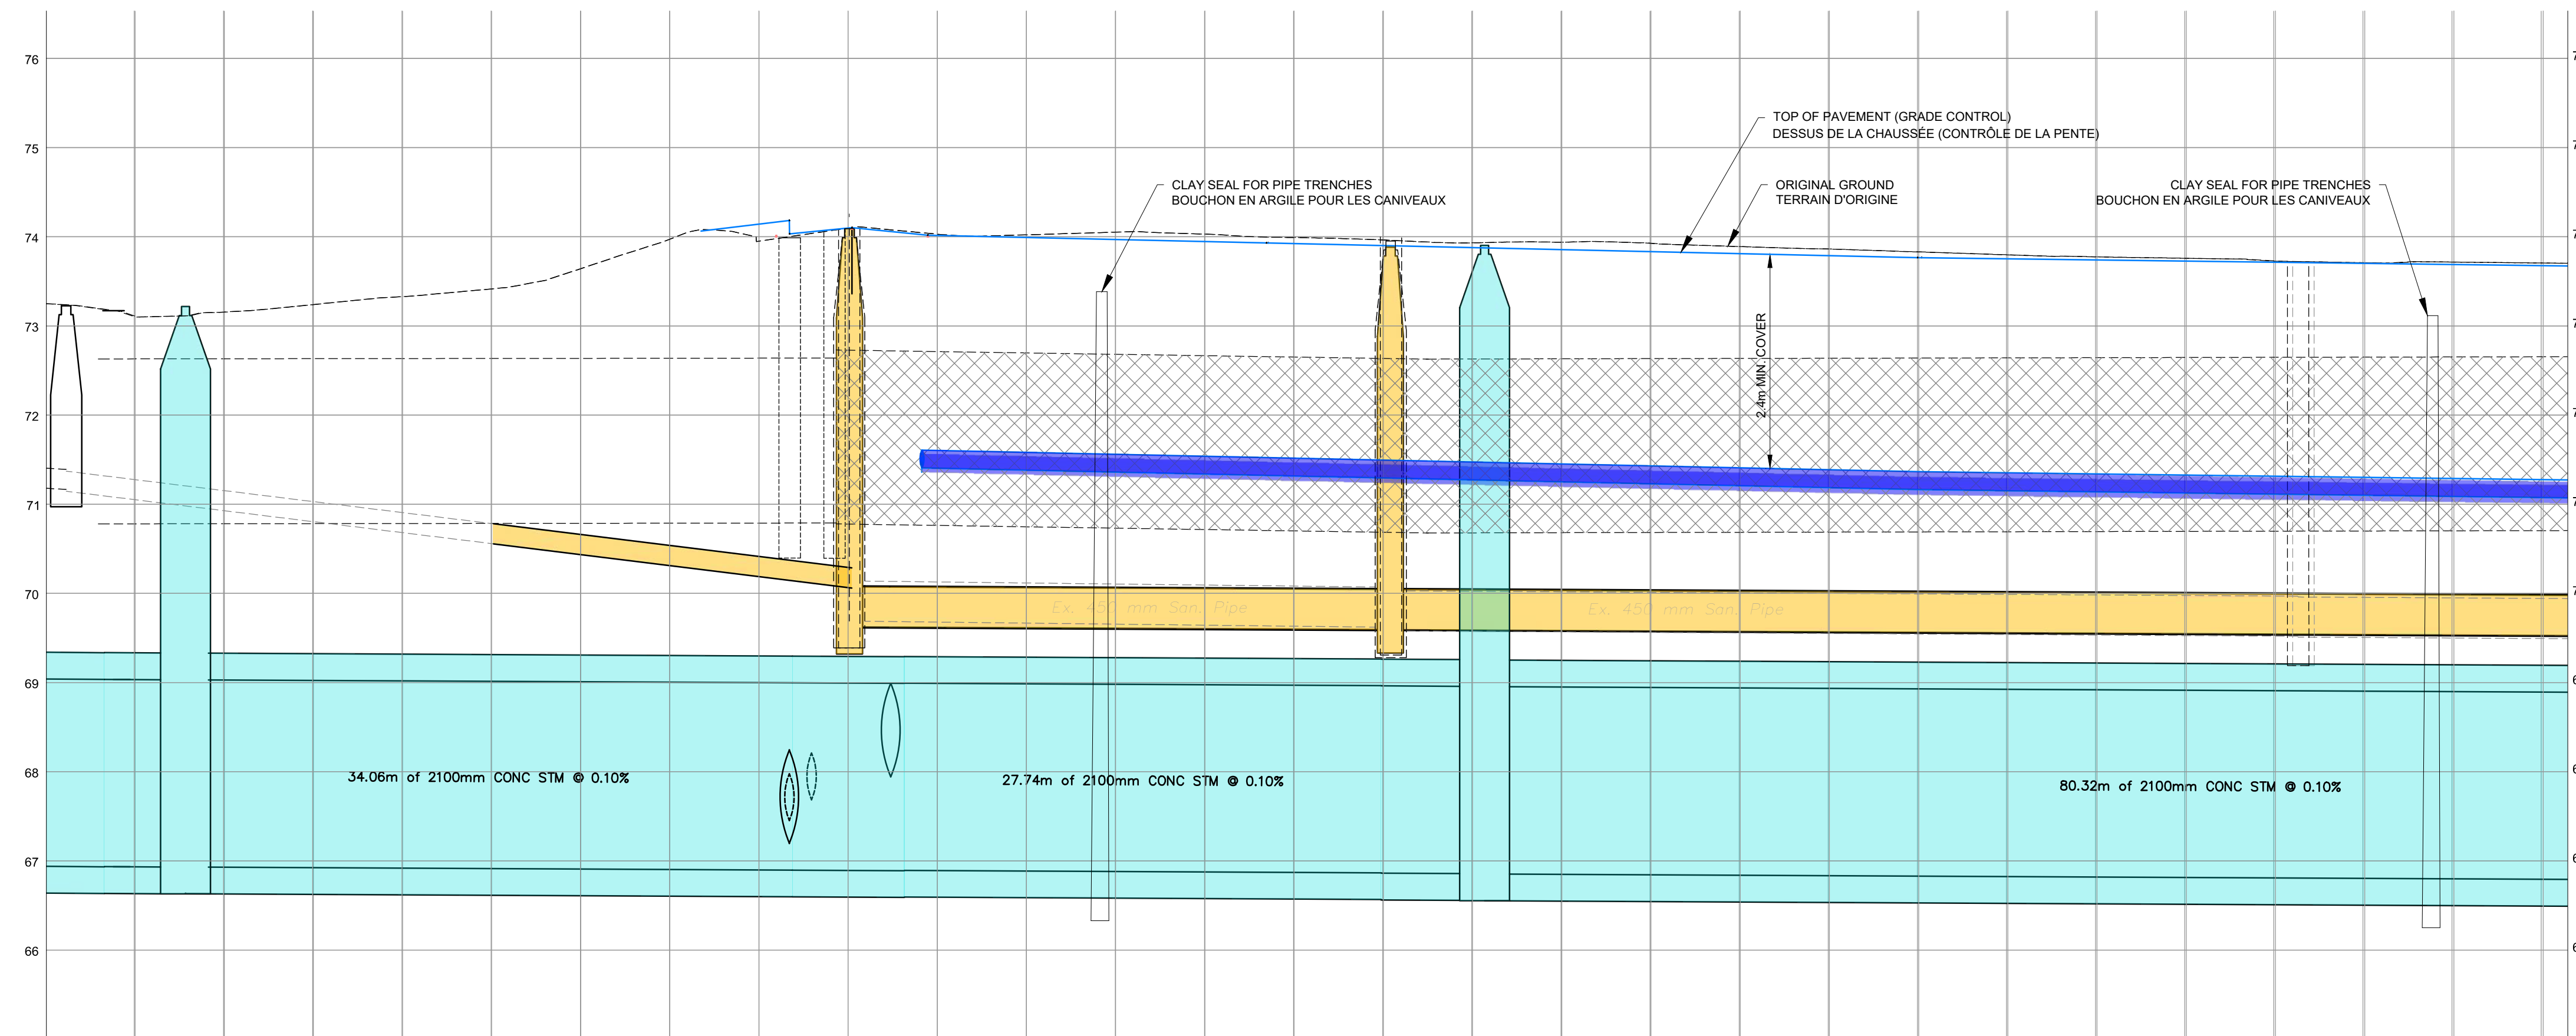 76
75
74
73
72
71
70
69
68
67
66
TOP OF PAVEMENT (GRADE CONTROL)
DESSUS DE LA CHAUSSÉE (CONTRÔLE DE LA PENTE)
CLAY SEAL FOR PIPE TRENCHES
BOUCHON EN ARGILE POUR LES CANIVEAUX
ORIGINAL GROUND
TERRAIN D'ORIGINE
CLAY SEAL FOR PIPE TRENCHES
BOUCHON EN ARGILE POUR LES CANIVEAUX
2.4m MIN. COVER
Ex. 450 mm San. Pipe
Ex. 450 mm San. Pipe
34.06m of 2100mm CONC STM @ 0.10%
27.74m of 2100mm CONC STM @ 0.10%
80.32m of 2100mm CONC STM @ 0.10%